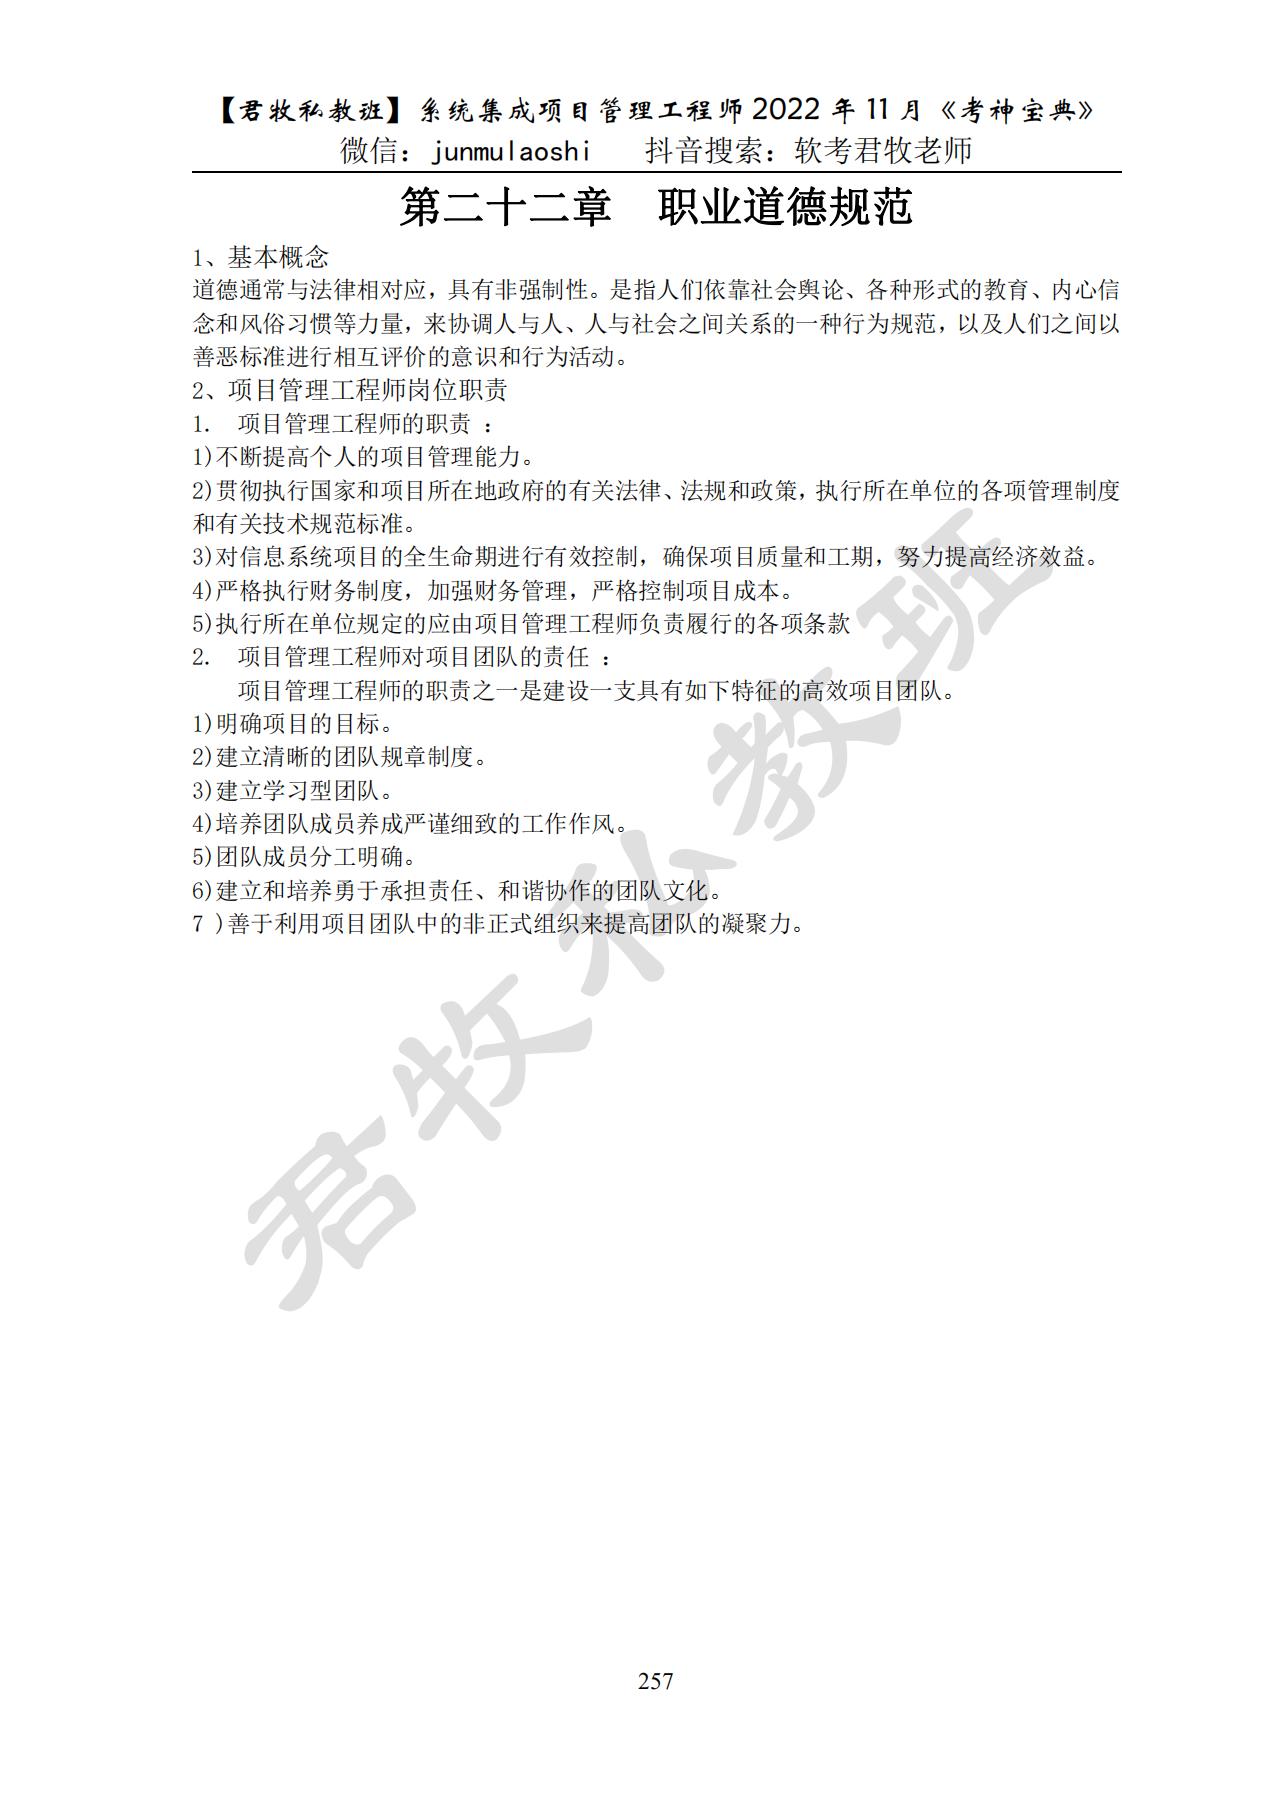 【君牧私教班】系统集成项目管理工程师 2022 年 11 月《考神宝典》
微信：junmulaoshi 抖音搜索：软考君牧老师
第二十二章 职业道德规范
1、基本概念
道德通常与法律相对应，具有非强制性。是指人们依靠社会舆论、各种形式的教育、内心信
念和风俗习惯等力量，来协调人与人、人与社会之间关系的一种行为规范，以及人们之间以
善恶标准进行相互评价的意识和行为活动。
2、项目管理工程师岗位职责
1. 项目管理工程师的职责 ：
1)不断提高个人的项目管理能力。
2)贯彻执行国家和项目所在地政府的有关法律、法规和政策，执行所在单位的各项管理制度
和有关技术规范标准。
3)对信息系统项目的全生命期进行有效控制，确保项目质量和工期，努力提高经济效益。
4)严格执行财务制度，加强财务管理，严格控制项目成本。
5)执行所在单位规定的应由项目管理工程师负责履行的各项条款
2. 项目管理工程师对项目团队的责任 ：
项目管理工程师的职责之一是建设一支具有如下特征的高效项目团队。
1)明确项目的目标。
2)建立清晰的团队规章制度。
3)建立学习型团队。
4)培养团队成员养成严谨细致的工作作风。
5)团队成员分工明确。
6)建立和培养勇于承担责任、和谐协作的团队文化。
7 )善于利用项目团队中的非正式组织来提高团队的凝聚力。
君牧私教班
257